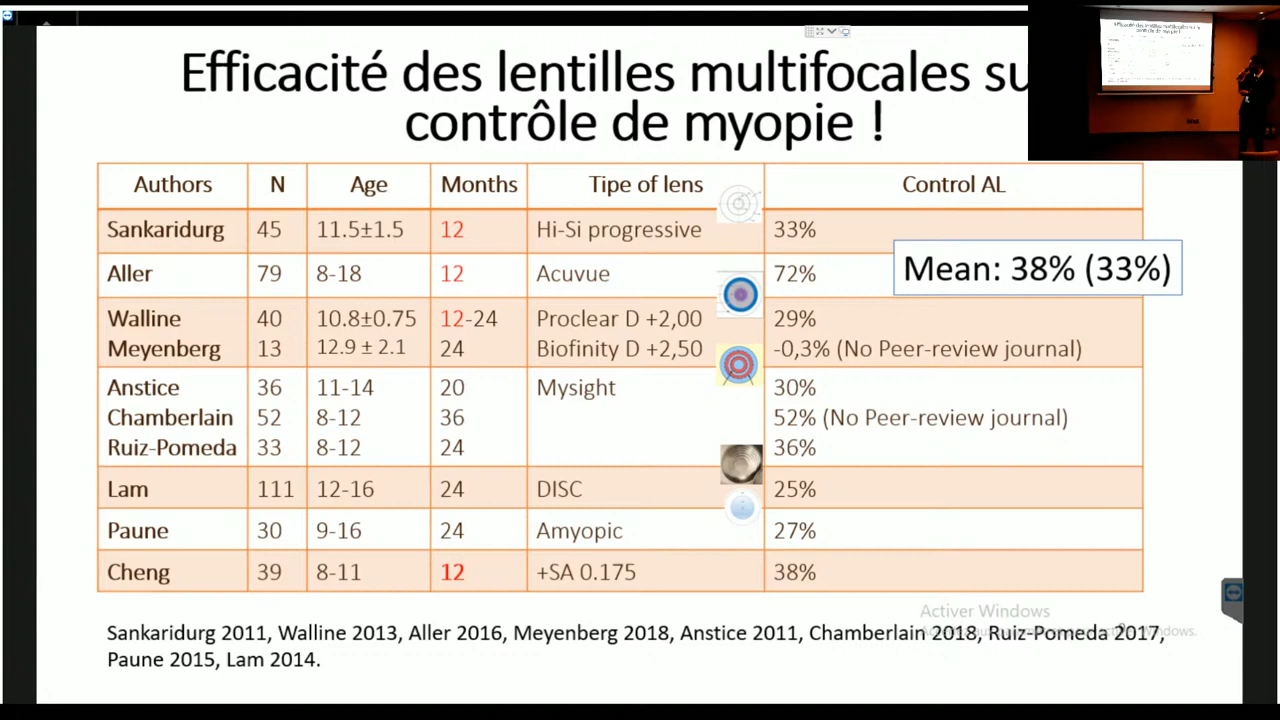 Efficacité des lentilles multifocales su
contrôle de myopie !
Authors N Age Months Tipe of lens Control AL
Sankaridurg 45 11.5±1.5 12 Hi-Si progressive 33%
Aller 79 8-18 12 Acuvue 72%
Mean: 38% (33%)
Walline 40 10.8±0.75 12-24 Proclear D +2,00 29%
Meyenberg 13 12.9 ± 2.1 24 Biofinity D +2,50 -0,3% (No Peer-review journal)
Anstice 36 11-14 20 Mysight 30%
Chamberlain 52 8-12 36 52% (No Peer-review journal)
Ruiz-Pomeda 33 8-12 24 36%
Lam 111 12-16 24 DISC 25%
Paune 30 9-16 24 Amyopic 27%
Cheng 39 8-11 12 +SA 0.175 38%
Activer Windows
Sankaridurg 2011, Walline 2013, Aller 2016, Meyenberg 2018, Anstice 2011, Chamberlain 2018, Ruiz-Pomeda 2017,
Paune 2015, Lam 2014.